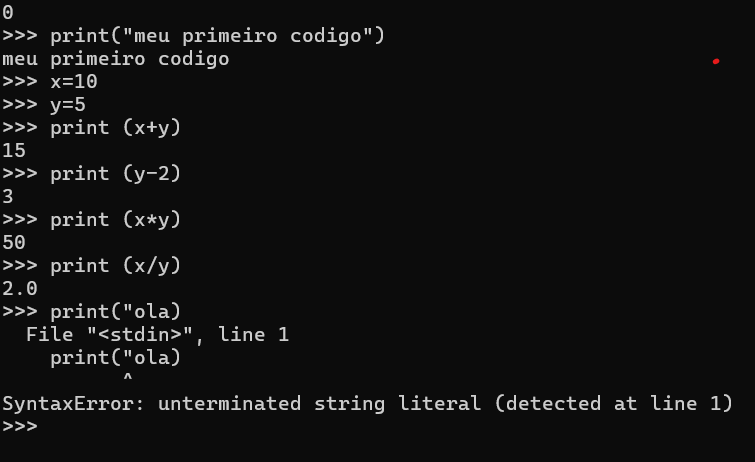 0
>>> print("meu primeiro codigo")
meu primeiro codigo
>>> x=10
>>> y=5
>>> print (x+y)
15
>>> print (y-2)
3
>>> print (x*y)
50
>>> print (x/y)
2.0
>>> print("ola)
  File "<stdin>", line 1
    print("ola)
          ^
SyntaxError: unterminated string literal (detected at line 1)
>>>